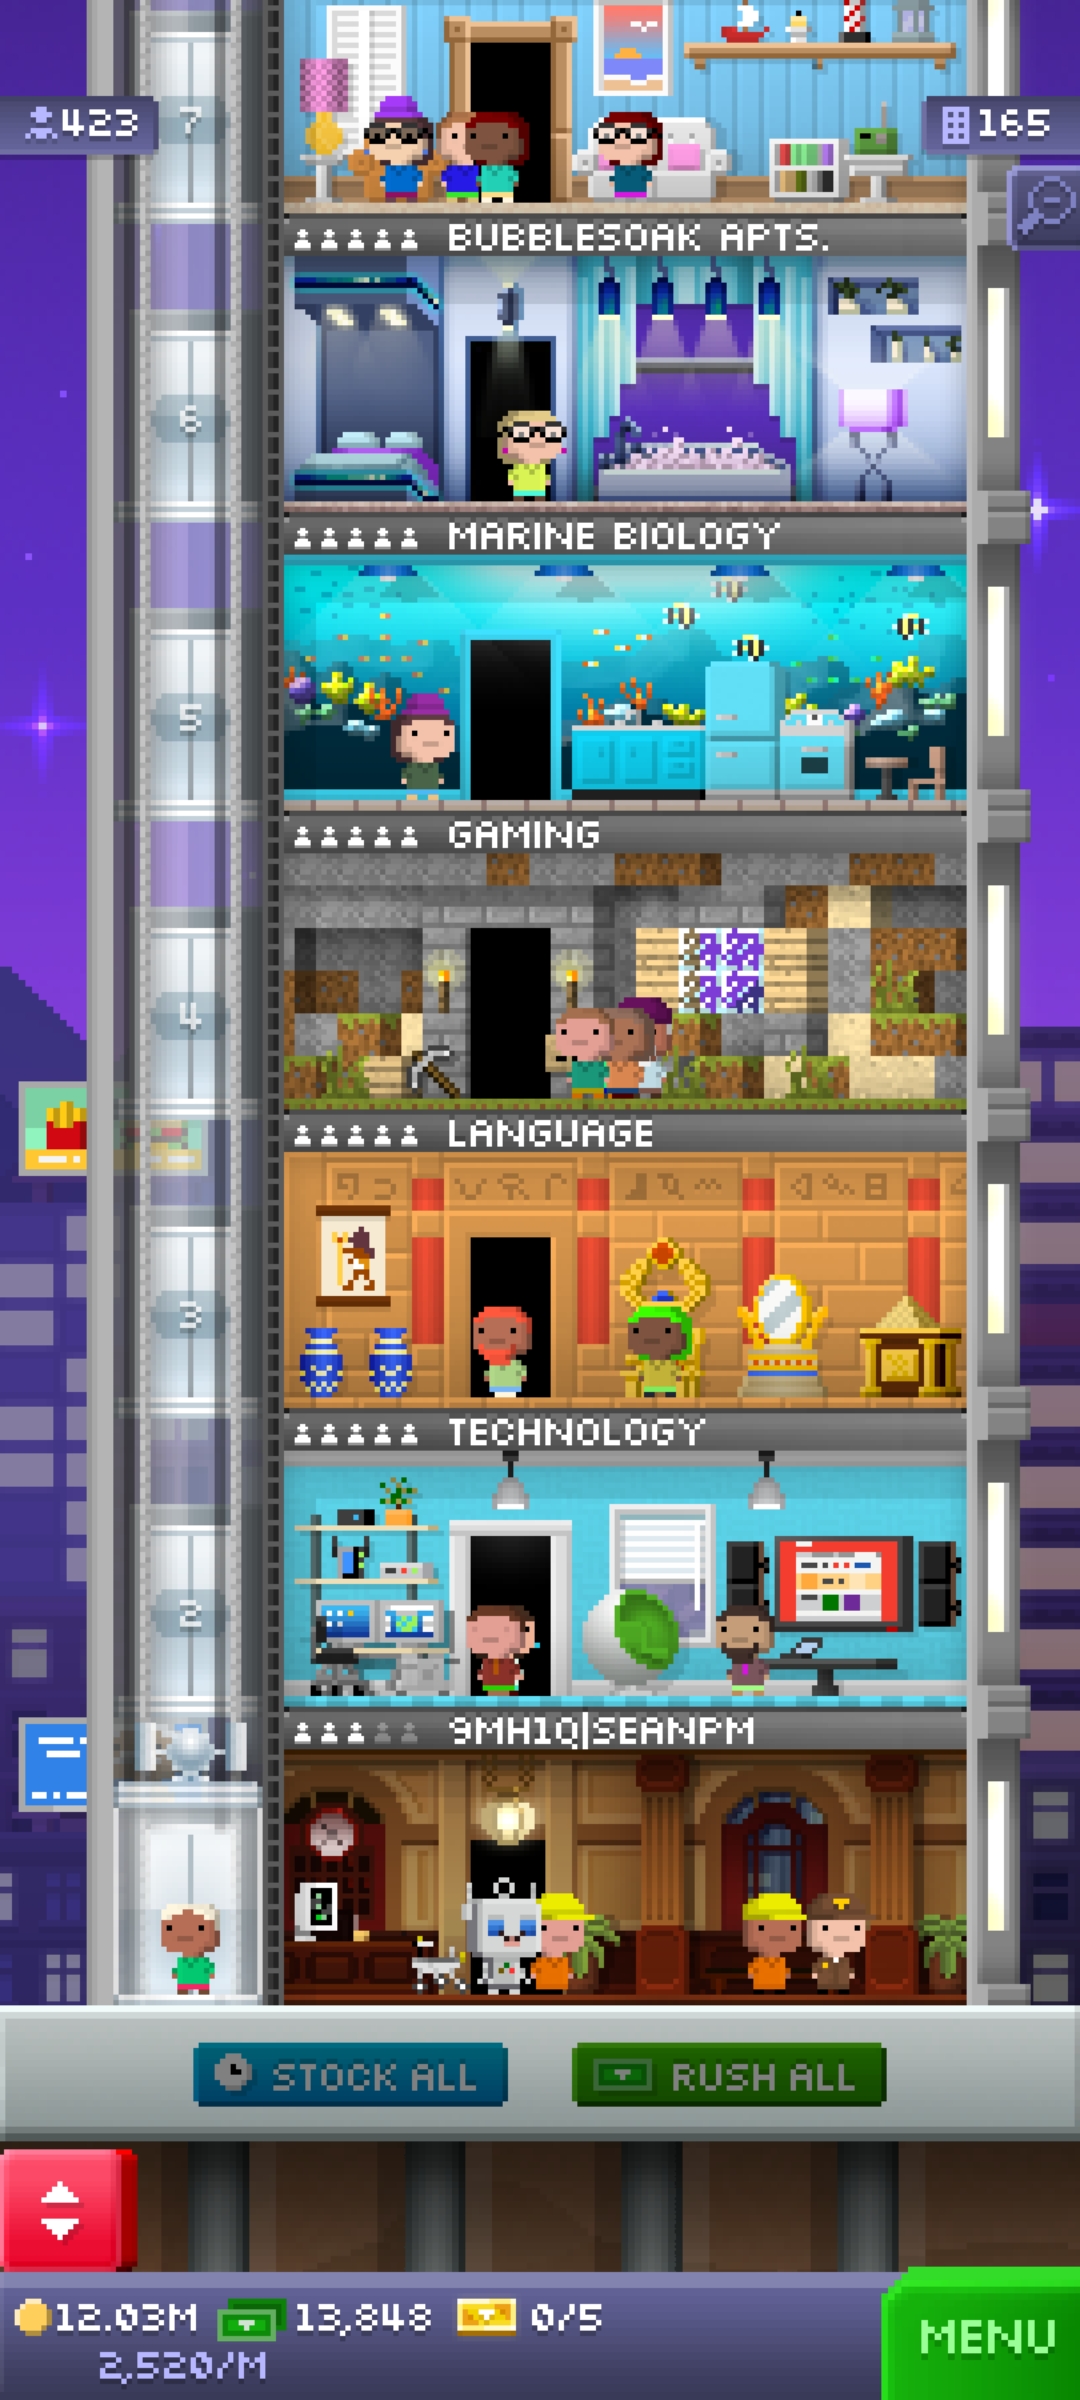 7
423
165
BUBBLESOAK APTS.
6
MARINE BIOLOGY
5
GAMING
4
LANGUAGE
3
TECHNOLOGY
2
9MH1Q|SEANPM
STOCK ALL
RUSH ALL
12.03M
13,848
0/5
2,520/M
MENU